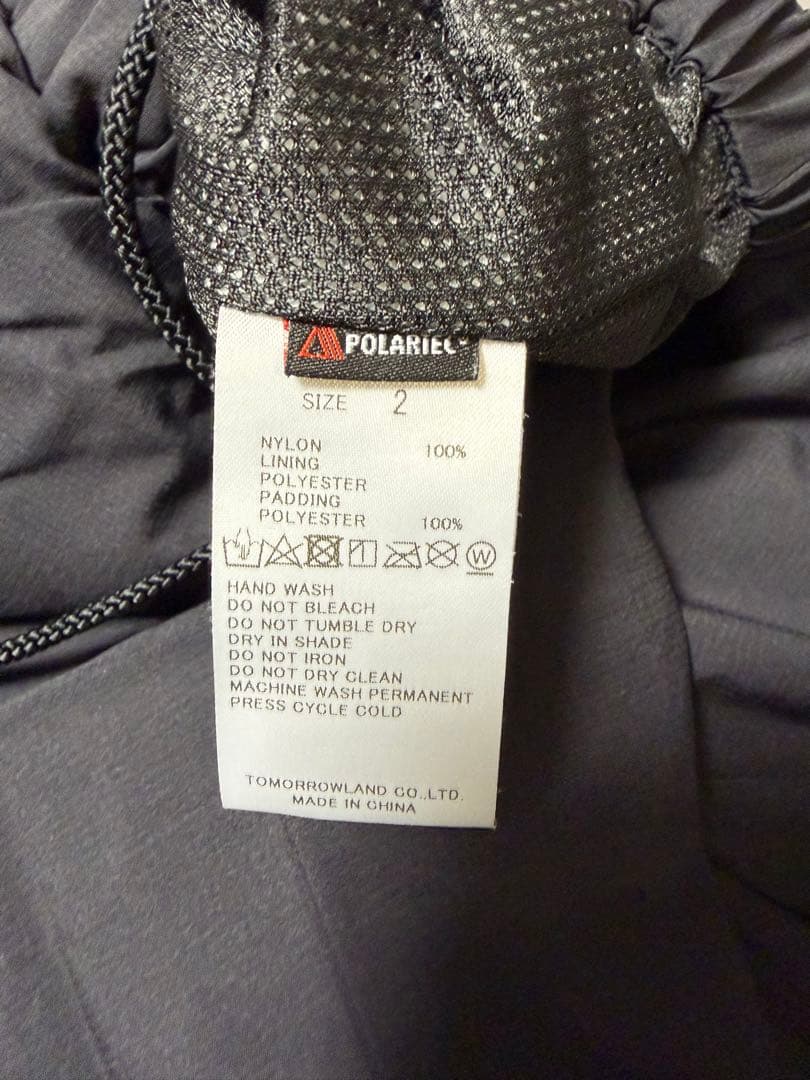 POLARTEC
SIZE 2
NYLON 100%
LINING
POLYESTER
PADDING
POLYESTER 100%
W
HAND WASH
DO NOT BLEACH
DO NOT TUMBLE DRY
DRY IN SHADE
DO NOT IRON
DO NOT DRY CLEAN
MACHINE WASH PERMANENT
PRESS CYCLE COLD
TOMORROWLAND CO.,LTD.
MADE IN CHINA